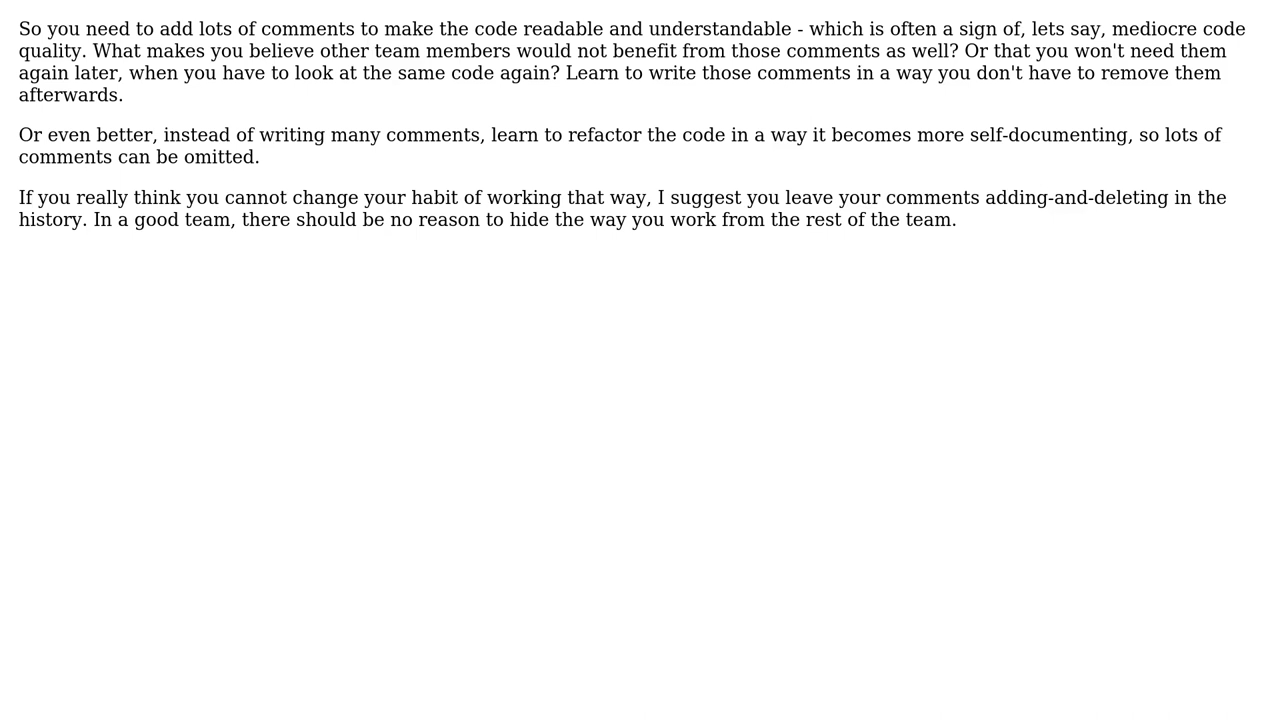 So you need to add lots of comments to make the code readable and understandable - which is often a sign of, lets say, mediocre code
quality. What makes you believe other team members would not benefit from those comments as well? Or that you won't need them
again later, when you have to look at the same code again? Learn to write those comments in a way you don't have to remove them
afterwards.
Or even better, instead of writing many comments, learn to refactor the code in a way it becomes more self-documenting, so lots of
comments can be omitted.
If you really think you cannot change your habit of working that way, I suggest you leave your comments adding-and-deleting in the
history. In a good team, there should be no reason to hide the way you work from the rest of the team.